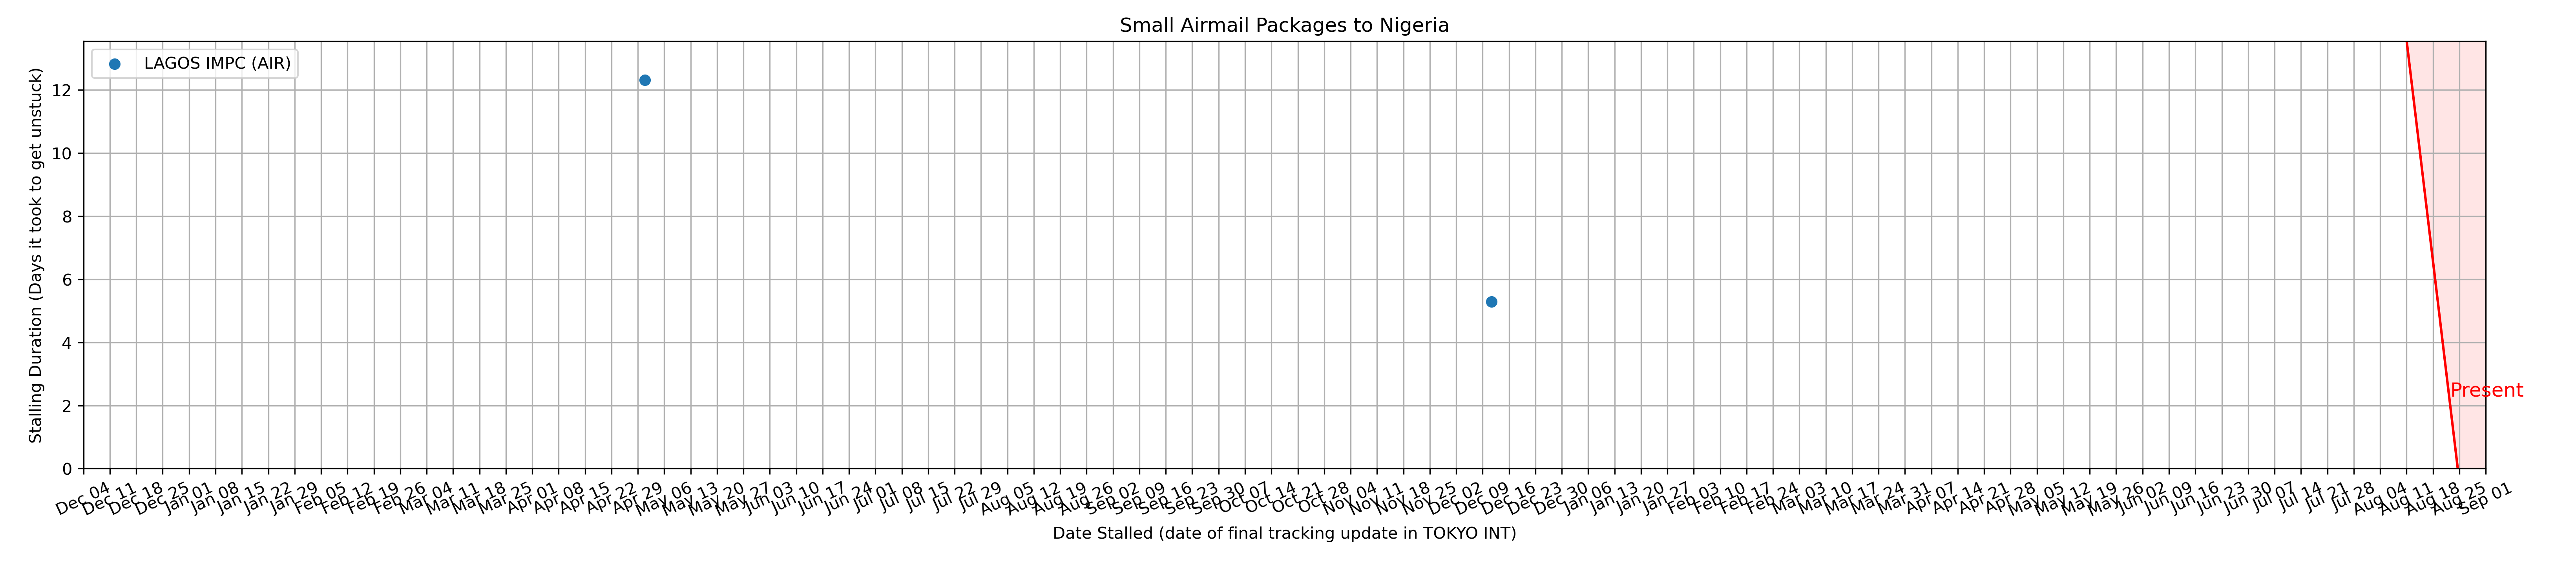 Small Airmail Packages to Nigeria
LAGOS IMPC (AIR)
Stalling Duration (Days it took to get unstuck)
12
10
8
6
4
2
0
Present
Dec 04 Dec 11 Dec 18 Dec 25 Jan 01 Jan 08 Jan 15 Jan 22 Jan 29 Feb 05 Feb 12 Feb 19 Feb 26 Mar 04 Mar 11 Mar 18 Mar 25 Apr 01 Apr 08 Apr 15 Apr 22 Apr 29 May 06 May 13 May 20 May 27 Jun 03 Jun 10 Jun 17 Jun 24 Jul 01 Jul 08 Jul 15 Jul 22 Jul 29 Aug 05 Aug 12 Aug 19 Aug 26 Sep 02 Sep 09 Sep 16 Sep 23 Sep 30 Oct 07 Oct 14 Oct 21 Oct 28 Nov 04 Nov 11 Nov 18 Nov 25 Dec 02 Dec 09 Dec 16 Dec 23 Dec 30 Jan 06 Jan 13 Jan 20 Jan 27 Feb 03 Feb 10 Feb 17 Feb 24 Mar 03 Mar 10 Mar 17 Mar 24 Mar 31 Apr 07 Apr 14 Apr 21 Apr 28 May 05 May 12 May 19 May 26 Jun 02 Jun 09 Jun 16 Jun 23 Jun 30 Jul 07 Jul 14 Jul 21 Jul 28 Aug 04 Aug 11 Aug 18 Aug 25 Sep 01
Date Stalled (date of final tracking update in TOKYO INT)